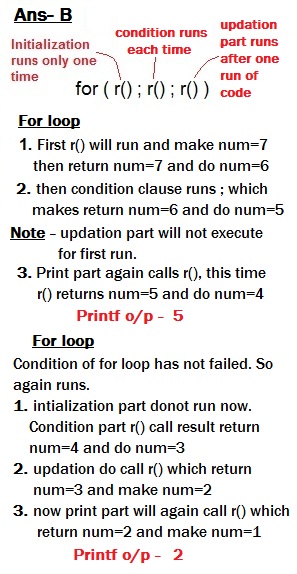 Ans- B
Initialization
runs only one
time
condition runs
each time
updation
part runs
after one
run of
code
for ( r() ; r() ; r() )
For loop
1. First r() will run and make num=7
then return num=7 and do num=6
2. then condition clause runs ; which
makes return num=6 and do num=5
Note - updation part will not execute
for first run.
3. Print part again calls r(), this time
r() returns num=5 and do num=4
Printf o/p - 5
For loop
Condition of for loop has not failed. So
again runs.
1. intialization part donot run now.
Condition part r() call result return
num=4 and do num=3
2. updation do call r() which return
num=3 and make num=2
3. now print part will again call r() which
return num=2 and make num=1
Printf o/p - 2